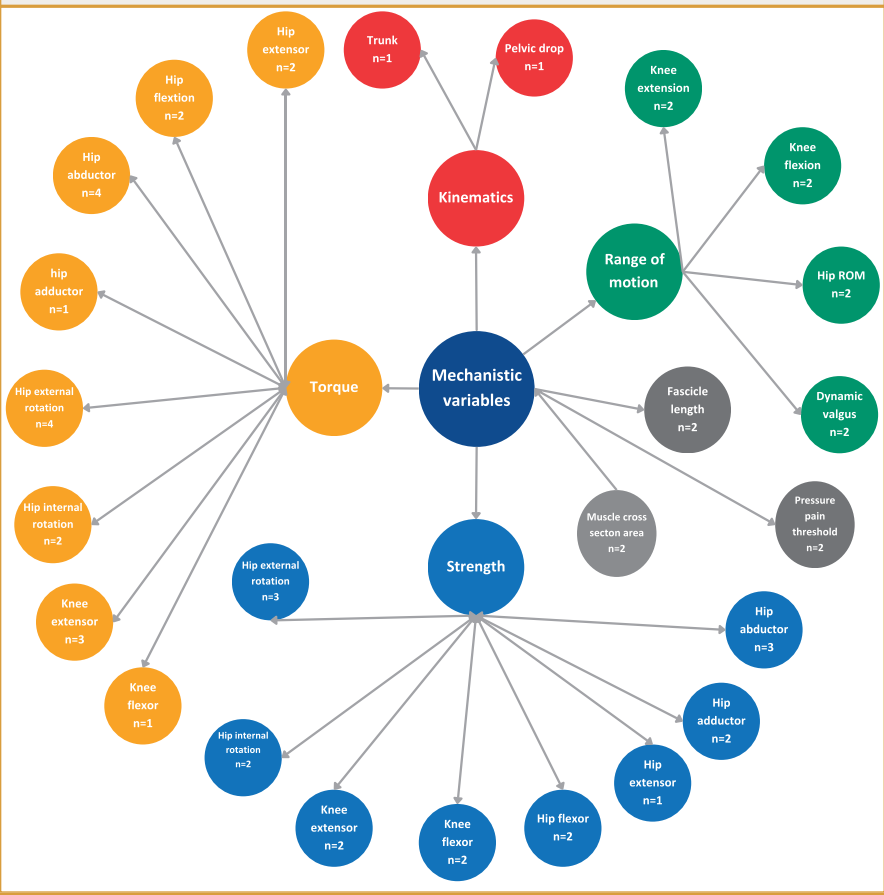 Hip
extensor
n=2
Trunk
n=1
Pelvic drop
n=1
Hip
flextion
n=2
Knee
extension
n=2
Hip
abductor
n=4
Knee
flexion
n=2
Kinematics
hip
adductor
n=1
Range of
motion
Hip ROM
n=2
Torque
Mechanistic
variables
Hip external
rotation
n=4
Fascicle
length
n=2
Dynamic
valgus
n=2
Hip internal
rotation
n=2
Muscle cross
secton area
n=2
Pressure
pain
threshold
n=2
Strength
Hip external
rotation
n=3
Knee
extensor
n=3
Hip
abductor
n=3
Knee
flexor
n=1
Hip
adductor
n=2
Hip internal
rotation
n=2
Hip
extensor
n=1
Knee
extensor
n=2
Knee
flexor
n=2
Hip flexor
n=2